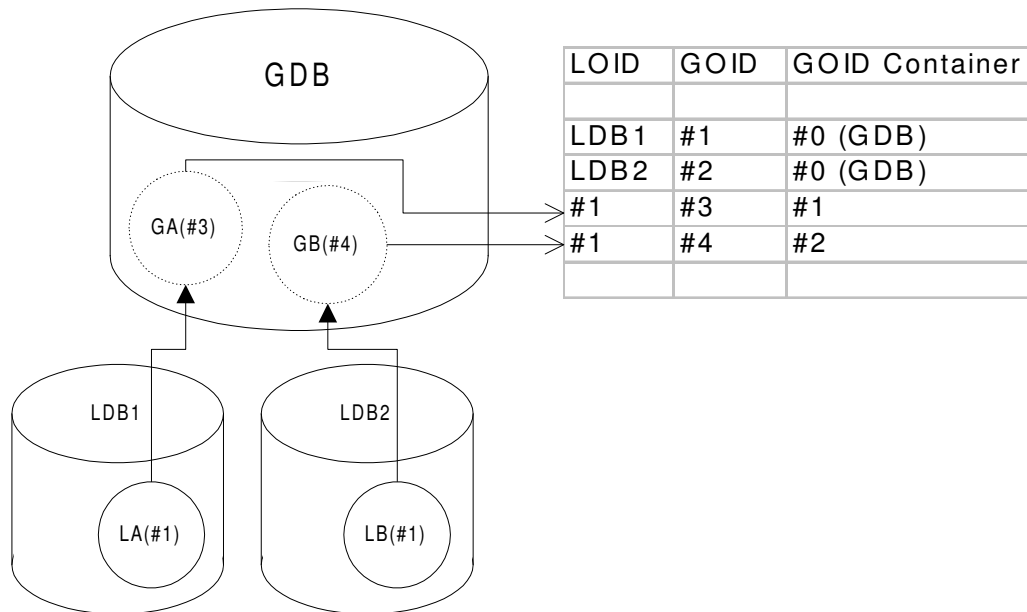 GDB
GA(#3)
GB(#4)
LOID GOID GOID Container
LDB1 #1 #0 (GDB)
LDB2 #2 #0 (GDB)
#1 #3 #1
#1 #4 #2
LDB1
LDB2
LA(#1)
LB(#1)